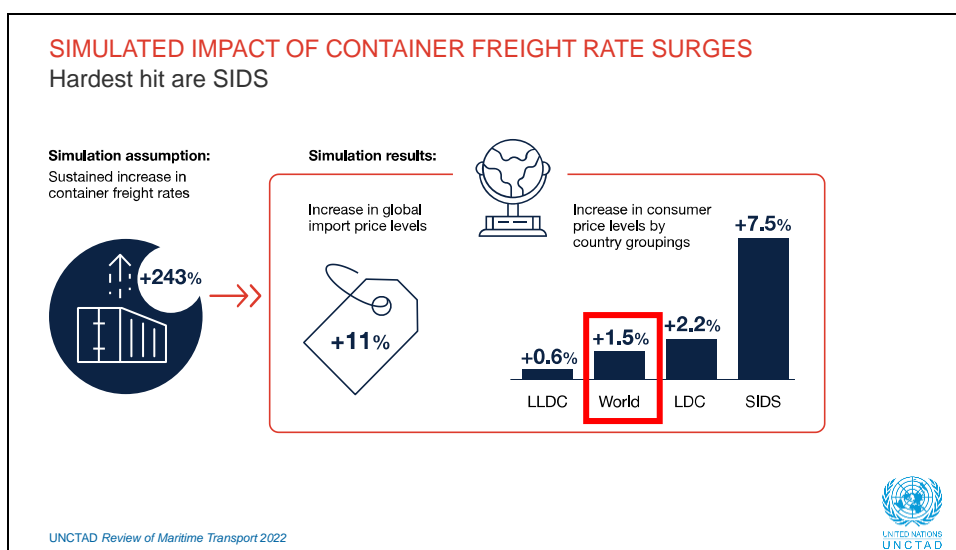 SIMULATED IMPACT OF CONTAINER FREIGHT RATE SURGES
Hardest hit are SIDS
Simulation assumption:
Sustained increase in
container freight rates
+243%
Simulation results:
Increase in global
import price levels
+11%
Increase in consumer
price levels by
country groupings
+0.6%
+1.5%
+2.2%
+7.5%
LLDC
World
LDC
SIDS
UNCTAD Review of Maritime Transport 2022
UNITED NATIONS
UNCTAD